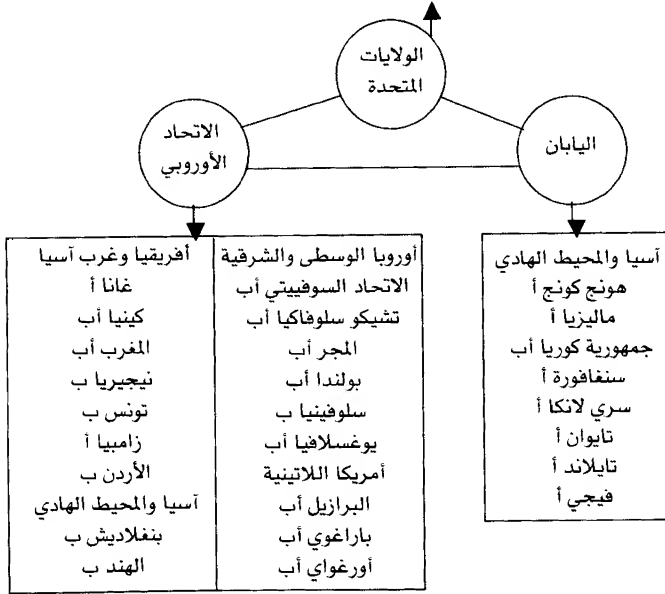 الولايات
المتحدة
اليابان
الاتحاد
الأوروبي
آسيا والمحيط الهادي
هونج كونج أ
ماليزيا أ
جمهورية كوريا أب
سنغافورة أ
سري لانكا أ
تايوان أ
تايلاند أ
فيجي أ
أوروبا الوسطى والشرقية
الاتحاد السوفييتي أب
تشيكو سلوفاكيا أب
المجر أب
بولندا أب
سلوفينيا ب
يوغسلافيا أب
أمريكا اللاتينية
البرازيل أب
باراغوي أب
أورغواي أب
أفريقيا وغرب آسيا
غانا أ
كينيا أب
المغرب أب
نيجيريا ب
تونس ب
زامبيا أ
الأردن ب
آسيا والمحيط الهادي
بنغلاديش ب
الهند ب